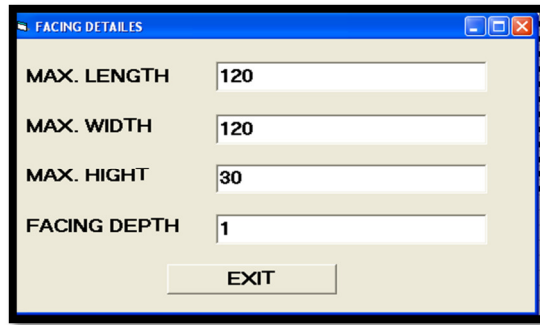 FACING DETAILES
MAX. LENGTH 120
MAX. WIDTH 120
MAX. HIGHT 30
FACING DEPTH 1
EXIT